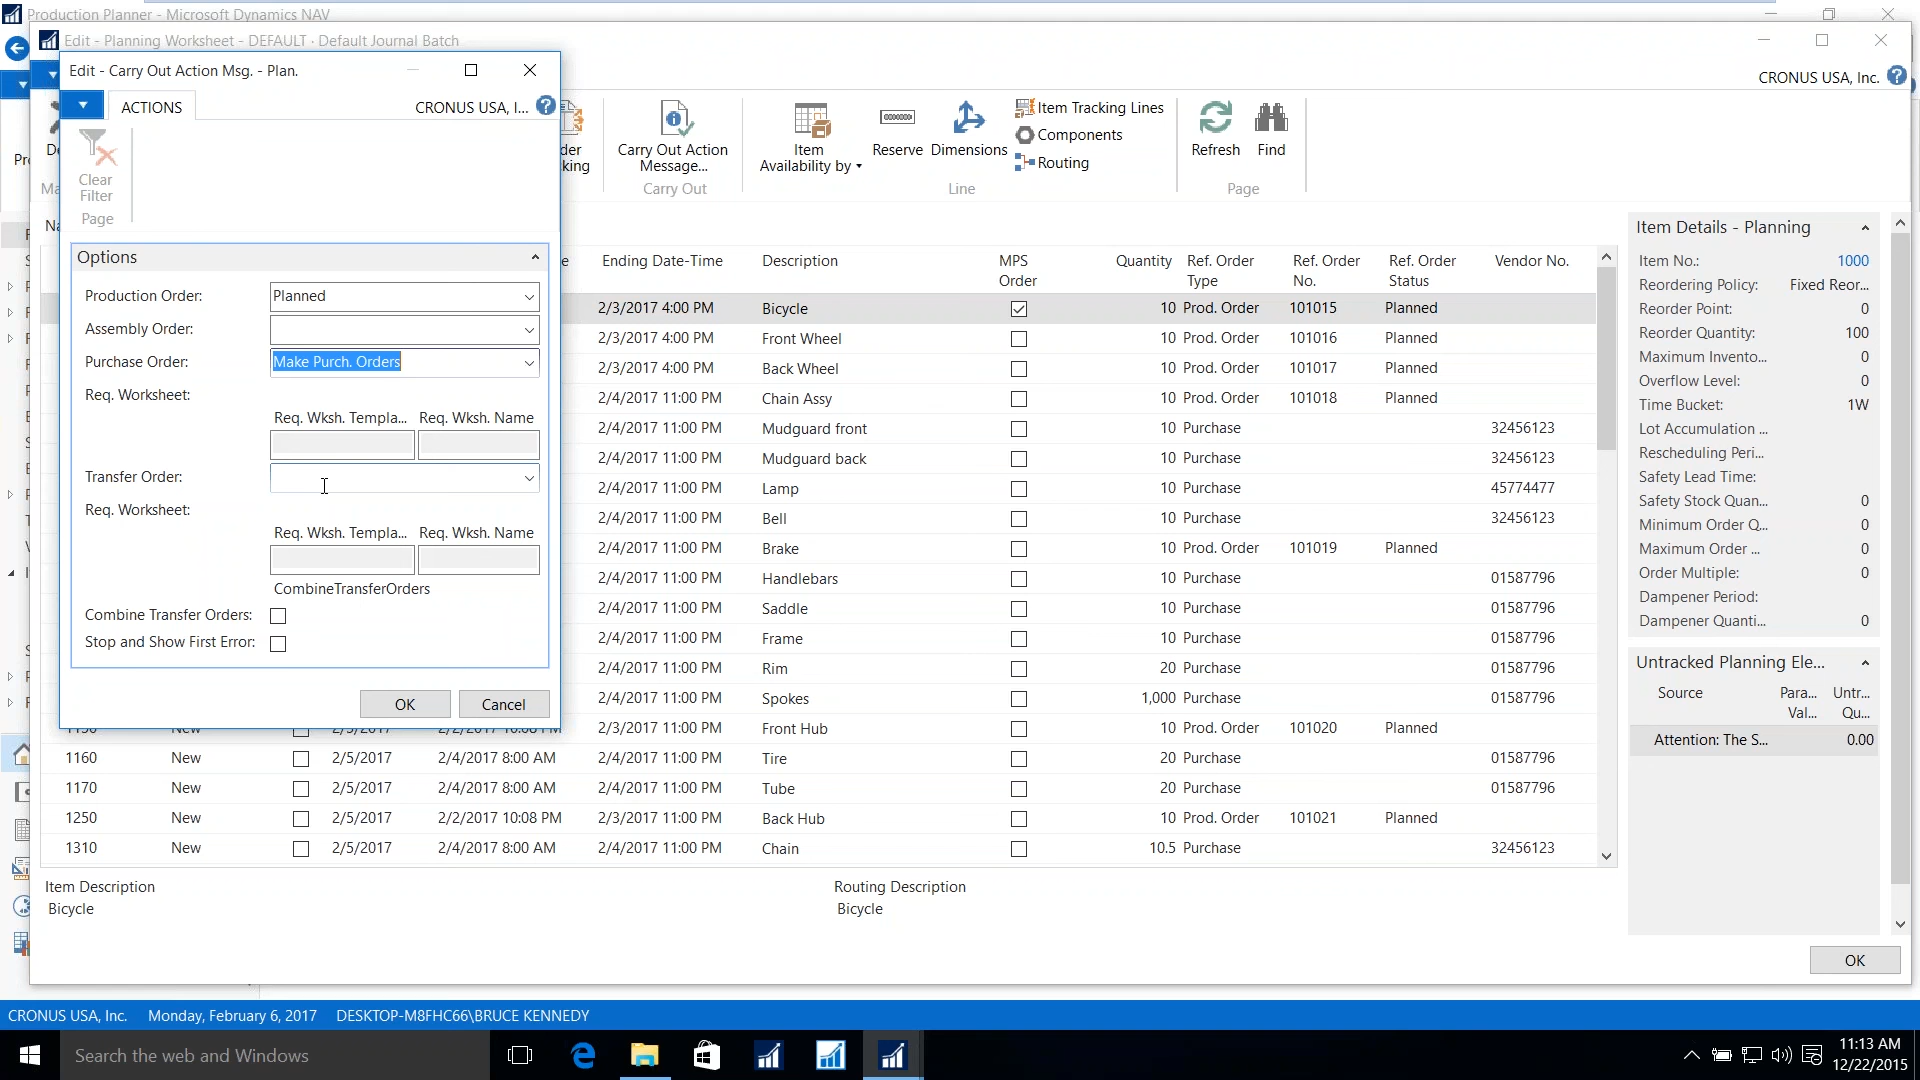 Production Planner - Microsoft Dynamics NAV
Edit - Planning Worksheet - DEFAULT · Default Journal Batch
Edit - Carry Out Action Msg. - Plan.
CRONUS USA, Inc.
ACTIONS
CRONUS USA, I...
Clear
Filter
Page
Carry Out Action
Message...
Carry Out
Item
Availability by
Reserve
Dimensions
Item Tracking Lines
Components
Routing
Line
Refresh
Find
Page
Options
Production Order: Planned
Assembly Order:
Purchase Order: Make Purch. Orders
Req. Worksheet:
Req. Wksh. Templa... Req. Wksh. Name
Transfer Order:
Req. Worksheet:
Req. Wksh. Templa... Req. Wksh. Name
CombineTransferOrders
Combine Transfer Orders:
Stop and Show First Error:
OK Cancel
Ending Date-Time Description MPS Order Quantity Ref. Order Type Ref. Order No. Ref. Order Status Vendor No.
2/3/2017 4:00 PM Bicycle 10 Prod. Order 101015 Planned
2/3/2017 4:00 PM Front Wheel 10 Prod. Order 101016 Planned
2/3/2017 4:00 PM Back Wheel 10 Prod. Order 101017 Planned
2/4/2017 11:00 PM Chain Assy 10 Prod. Order 101018 Planned
2/4/2017 11:00 PM Mudguard front 10 Purchase 32456123
2/4/2017 11:00 PM Mudguard back 10 Purchase 32456123
2/4/2017 11:00 PM Lamp 10 Purchase 45774477
2/4/2017 11:00 PM Bell 10 Purchase 32456123
2/4/2017 11:00 PM Brake 10 Prod. Order 101019 Planned
2/4/2017 11:00 PM Handlebars 10 Purchase 01587796
2/4/2017 11:00 PM Saddle 10 Purchase 01587796
2/4/2017 11:00 PM Frame 10 Purchase 01587796
2/4/2017 11:00 PM Rim 20 Purchase 01587796
2/4/2017 11:00 PM Spokes 1,000 Purchase 01587796
2/3/2017 11:00 PM Front Hub 10 Prod. Order 101020 Planned
1160 New 2/5/2017 2/4/2017 8:00 AM 2/4/2017 11:00 PM Tire 20 Purchase 01587796
1170 New 2/5/2017 2/4/2017 8:00 AM 2/4/2017 11:00 PM Tube 20 Purchase 01587796
1250 New 2/5/2017 2/2/2017 10:08 PM 2/3/2017 11:00 PM Back Hub 10 Prod. Order 101021 Planned
1310 New 2/5/2017 2/4/2017 8:00 AM 2/4/2017 11:00 PM Chain 10.5 Purchase 32456123
Item Description Routing Description
Bicycle Bicycle
Item Details - Planning
Item No.: 1000
Reordering Policy: Fixed Reor...
Reorder Point: 0
Reorder Quantity: 100
Maximum Invento... 0
Overflow Level: 0
Time Bucket: 1W
Lot Accumulation ...
Rescheduling Peri...
Safety Lead Time:
Safety Stock Quan... 0
Minimum Order Q... 0
Maximum Order ... 0
Order Multiple: 0
Dampener Period:
Dampener Quanti... 0
Untracked Planning Ele...
Source Para... Val... Untr... Qu...
Attention: The S... 0.00
OK
CRONUS USA, Inc. Monday, February 6, 2017 DESKTOP-M8FHC66\BRUCE KENNEDY
Search the web and Windows
11:13 AM
12/22/2015